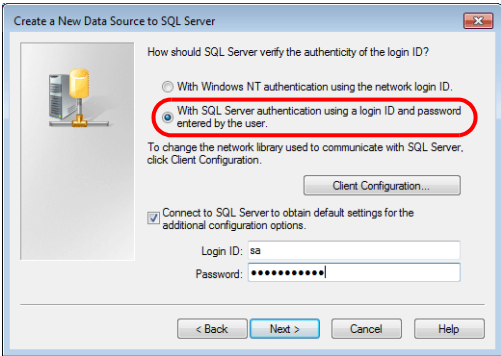 Create a New Data Source to SQL Server
How should SQL Server verify the authenticity of the login ID?
With Windows NT authentication using the network login ID.
With SQL Server authentication using a login ID and password
entered by the user.
To change the network library used to communicate with SQL Server,
click Client Configuration.
Client Configuration...
Connect to SQL Server to obtain default settings for the
additional configuration options.
Login ID: sa
Password: ●●●●●●●●●●●
< Back Next > Cancel Help